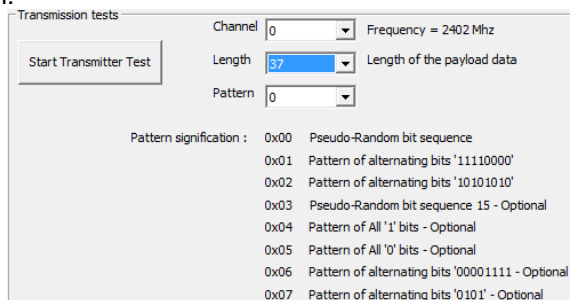 Transmission tests
Channel 0 Frequency = 2402 Mhz
Start Transmitter Test Length 37 Length of the payload data
Pattern 0
Pattern signification : 0x00 Pseudo-Random bit sequence
0x01 Pattern of alternating bits '11110000'
0x02 Pattern of alternating bits '10101010'
0x03 Pseudo-Random bit sequence 15 - Optional
0x04 Pattern of All '1' bits - Optional
0x05 Pattern of All '0' bits - Optional
0x06 Pattern of alternating bits '00001111 - Optional
0x07 Pattern of alternating bits '0101' - Optional